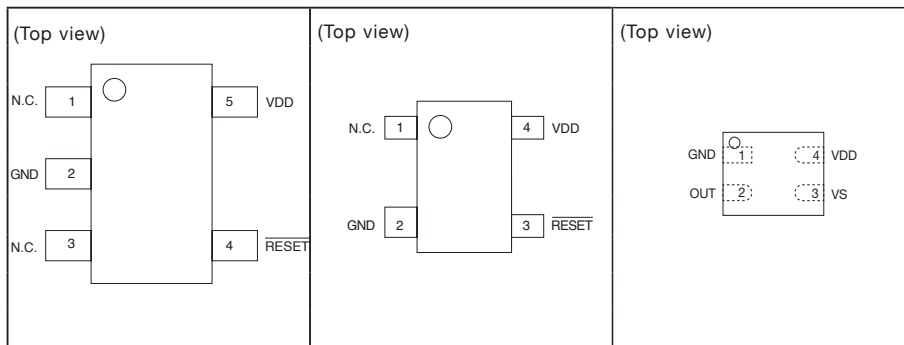 (Top view)
N.C. 1 5 VDD
GND 2
N.C. 3 4 RESET
(Top view)
N.C. 1 4 VDD
GND 2 3 RESET
(Top view)
GND 1 4 VDD
OUT 2 3 VS